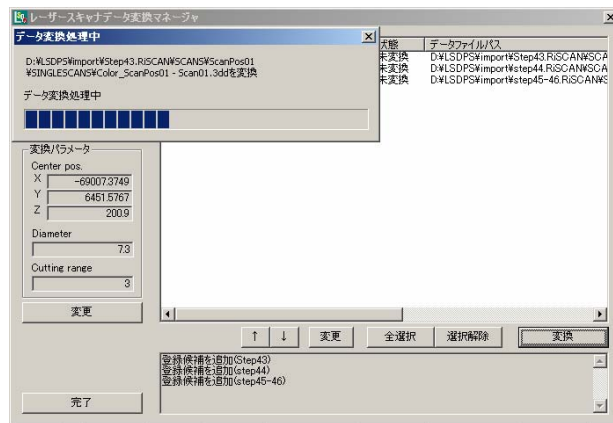 レーザースキャナデータ変換マネージャ
データ変換処理中
D:¥LSDPS¥import¥Step43.RiSCAN¥SCANS¥ScanPos01
¥SINGLESCANS¥Color_ScanPos01 - Scan01.3ddを変換
データ変換処理中
状態 データファイルパス
未変換 D:¥LSDPS¥import¥Step43.RiSCAN¥SCA
未変換 D:¥LSDPS¥import¥step44.RiSCAN¥SCA
未変換 D:¥LSDPS¥import¥step45-46.RiSCAN¥S
変換パラメータ
Center pos.
X -69007.3749
Y 6451.5767
Z 200.9
Diameter
7.3
Cutting range
3
変更
↑ ↓ 変更 全選択 選択解除 変換
登録候補を追加(Step43)
登録候補を追加(step44)
登録候補を追加(step45-46)
完了